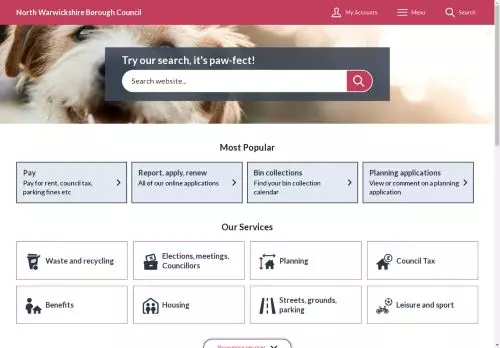 North Warwickshire Borough Council
My Accounts
Menu
Search
Try our search, it's paw-fect!
Search website...
Most Popular
Pay
Pay for rent, council tax,
parking fines etc
Report, apply, renew
All of our online applications
Bin collections
Find your bin collection
calendar
Planning applications
View or comment on a planning
application
Our Services
Waste and recycling
Elections, meetings,
Councillors
Planning
Council Tax
Benefits
Housing
Streets, grounds,
parking
Leisure and sport